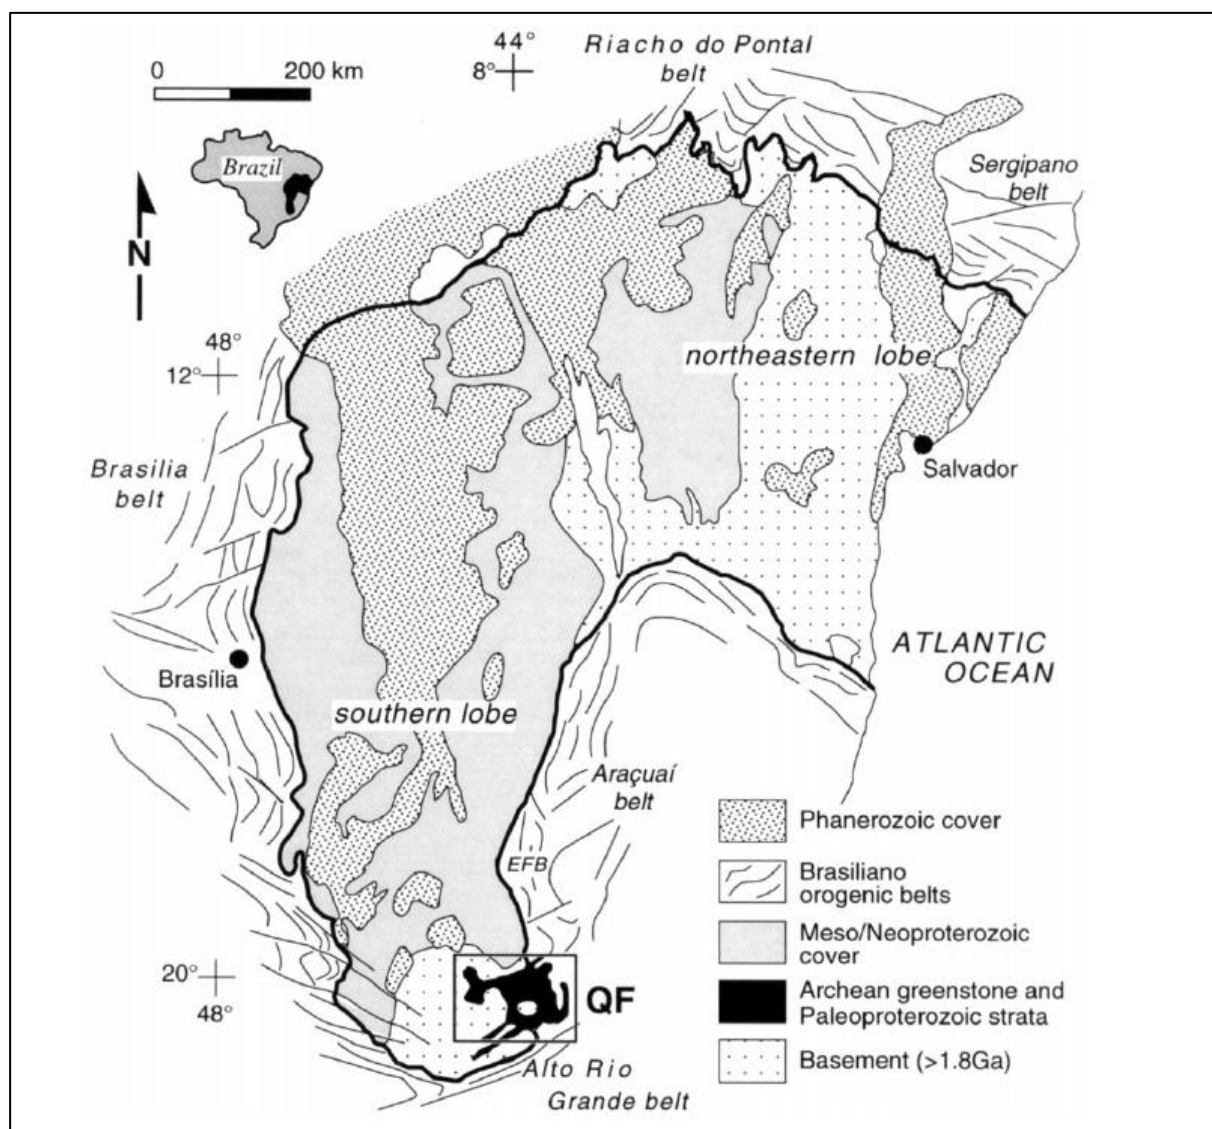 44°
8°
Riacho do Pontal
belt
0
200 km
Brazil
N
Sergipano
belt
48°
12°
northeastern lobe
Salvador
Brasilia
belt
Brasília
southern lobe
ATLANTIC
OCEAN
Araçuaí
belt
EFB
20°
48°
QF
Alto Rio
Grande belt
Phanerozoic cover
Brasiliano
orogenic belts
Meso/Neoproterozoic
cover
Archean greenstone and
Paleoproterozoic strata
Basement (>1.8Ga)